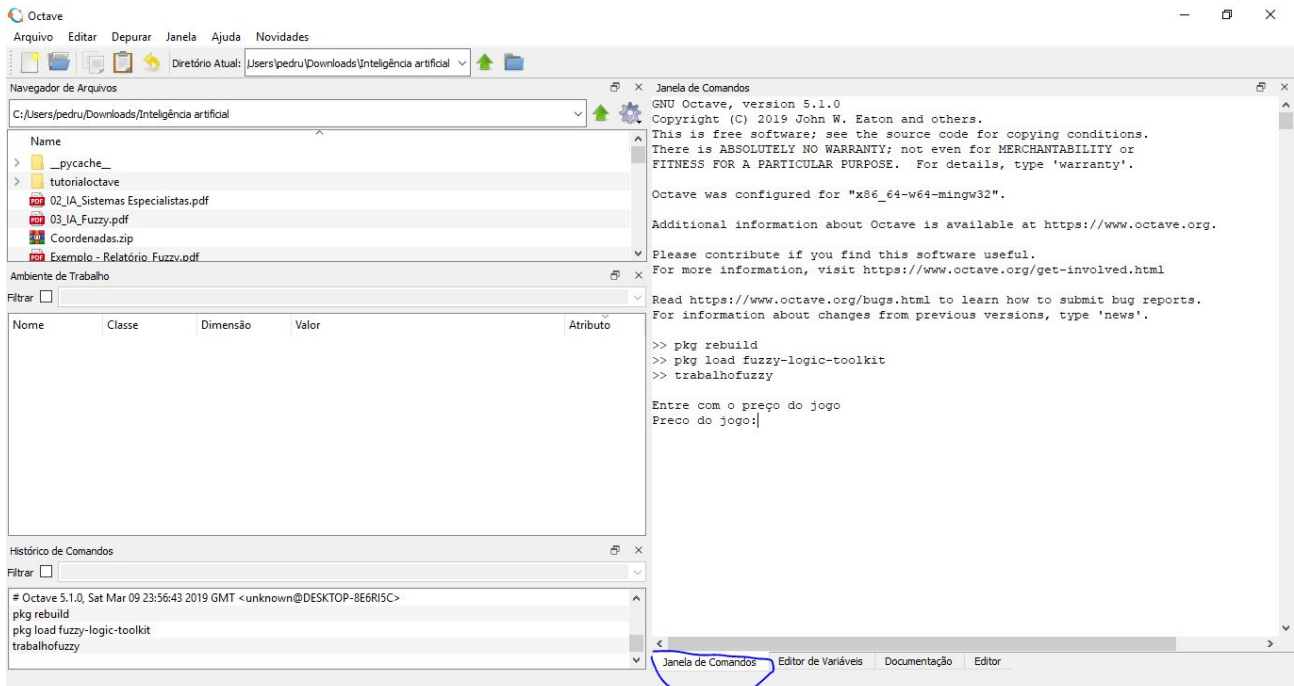 Octave
Arquivo Editar Depurar Janela Ajuda Novidades
Diretório Atual: Users\pedru\Downloads\Inteligência artificial
Navegador de Arquivos
C:/Users/pedru/Downloads/Inteligência artificial
Name
__pycache__
tutorialoctave
02_IA_Sistemas Especialistas.pdf
03_IA_Fuzzy.pdf
Coordenadas.zip
Exemplo - Relatório Fuzzy.pdf
Ambiente de Trabalho
Filtrar
Nome Classe Dimensão Valor Atributo
Histórico de Comandos
Filtrar
# Octave 5.1.0, Sat Mar 09 23:56:43 2019 GMT <unknown@DESKTOP-8E6RI5C>
pkg rebuild
pkg load fuzzy-logic-toolkit
trabalhofuzzy
Janela de Comandos
GNU Octave, version 5.1.0
Copyright (C) 2019 John W. Eaton and others.
This is free software; see the source code for copying conditions.
There is ABSOLUTELY NO WARRANTY; not even for MERCHANTABILITY or
FITNESS FOR A PARTICULAR PURPOSE. For details, type 'warranty'.
Octave was configured for "x86_64-w64-mingw32".
Additional information about Octave is available at https://www.octave.org.
Please contribute if you find this software useful.
For more information, visit https://www.octave.org/get-involved.html
Read https://www.octave.org/bugs.html to learn how to submit bug reports.
For information about changes from previous versions, type 'news'.
>> pkg rebuild
>> pkg load fuzzy-logic-toolkit
>> trabalhofuzzy
Entre com o preço do jogo
Preco do jogo:
Janela de Comandos Editor de Variáveis Documentação Editor